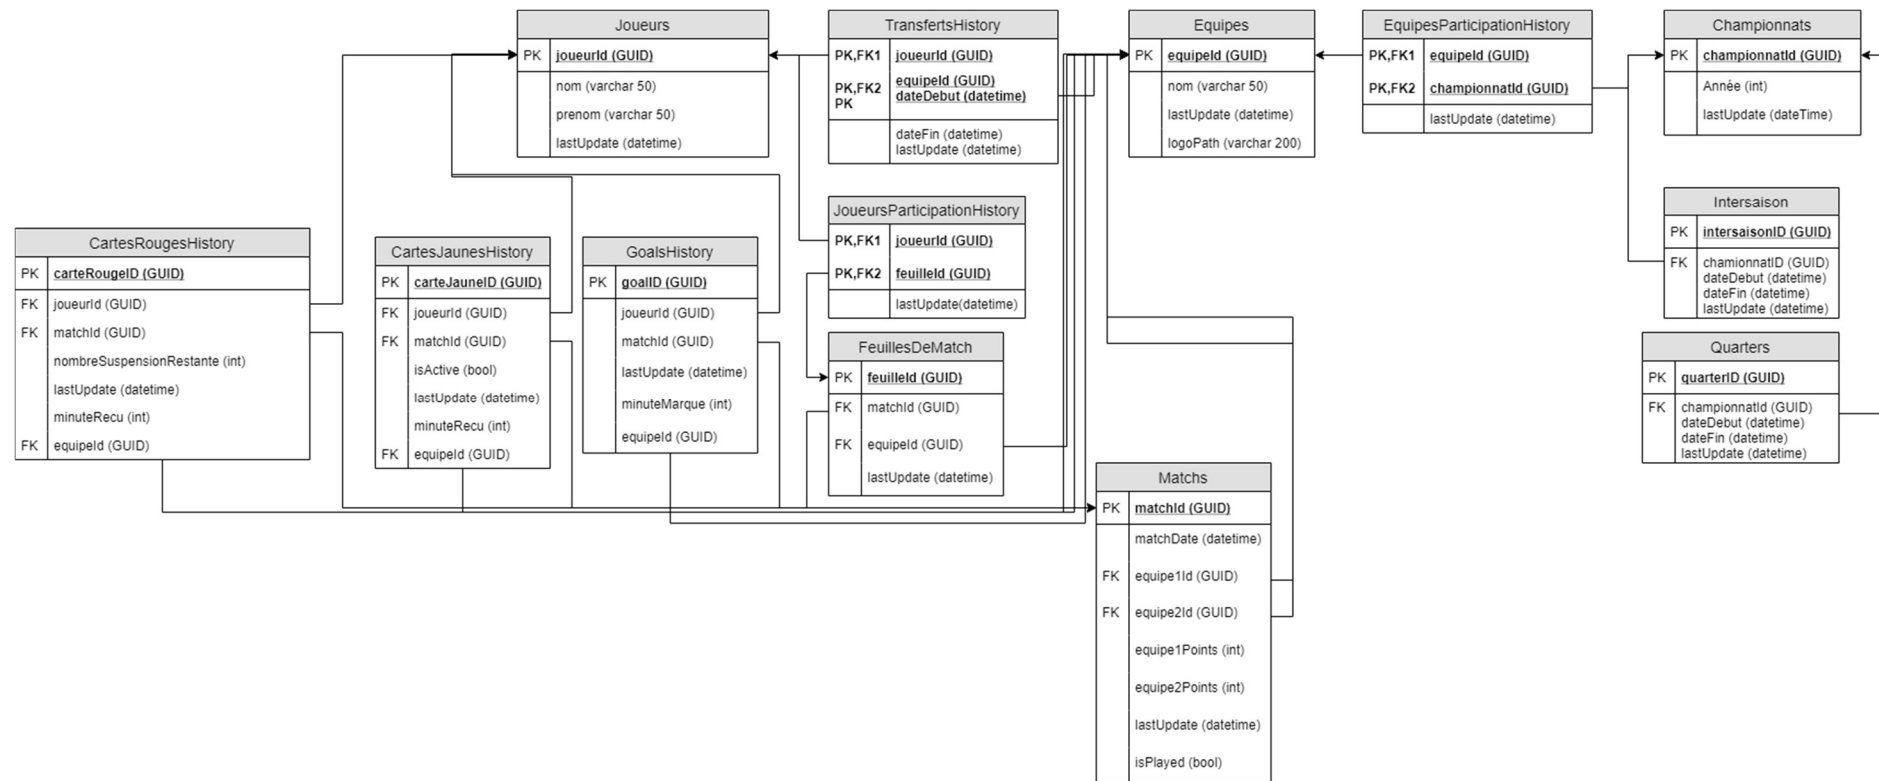 Joueurs
PK joueurId (GUID)
nom (varchar 50)
prenom (varchar 50)
lastUpdate (datetime)
TransfertsHistory
PK,FK1 joueurId (GUID)
PK,FK2 equipeId (GUID)
PK dateDebut (datetime)
dateFin (datetime)
lastUpdate (datetime)
Equipes
PK equipeId (GUID)
nom (varchar 50)
lastUpdate (datetime)
logoPath (varchar 200)
EquipesParticipationHistory
PK,FK1 equipeId (GUID)
PK,FK2 championnatId (GUID)
lastUpdate (datetime)
Championnats
PK championnatId (GUID)
Année (int)
lastUpdate (dateTime)
CartesRougesHistory
PK carteRougeID (GUID)
FK joueurId (GUID)
FK matchId (GUID)
nombreSuspensionRestante (int)
lastUpdate (datetime)
minuteRecu (int)
FK equipeId (GUID)
CartesJaunesHistory
PK carteJauneID (GUID)
FK joueurId (GUID)
FK matchId (GUID)
isActive (bool)
lastUpdate (datetime)
minuteRecu (int)
FK equipeId (GUID)
GoalsHistory
PK goalID (GUID)
joueurId (GUID)
matchId (GUID)
lastUpdate (datetime)
minuteMarque (int)
equipeId (GUID)
JoueursParticipationHistory
PK,FK1 joueurId (GUID)
PK,FK2 feuilleId (GUID)
lastUpdate(datetime)
FeuillesDeMatch
PK feuilleId (GUID)
FK matchId (GUID)
FK equipeId (GUID)
lastUpdate (datetime)
Intersaison
PK intersaisonID (GUID)
FK chamionnatID (GUID)
dateDebut (datetime)
dateFin (datetime)
lastUpdate (datetime)
Quarters
PK quarterID (GUID)
FK championnatId (GUID)
dateDebut (datetime)
dateFin (datetime)
lastUpdate (datetime)
Matchs
PK matchId (GUID)
matchDate (datetime)
FK equipe1Id (GUID)
FK equipe2Id (GUID)
equipe1Points (int)
equipe2Points (int)
lastUpdate (datetime)
isPlayed (bool)